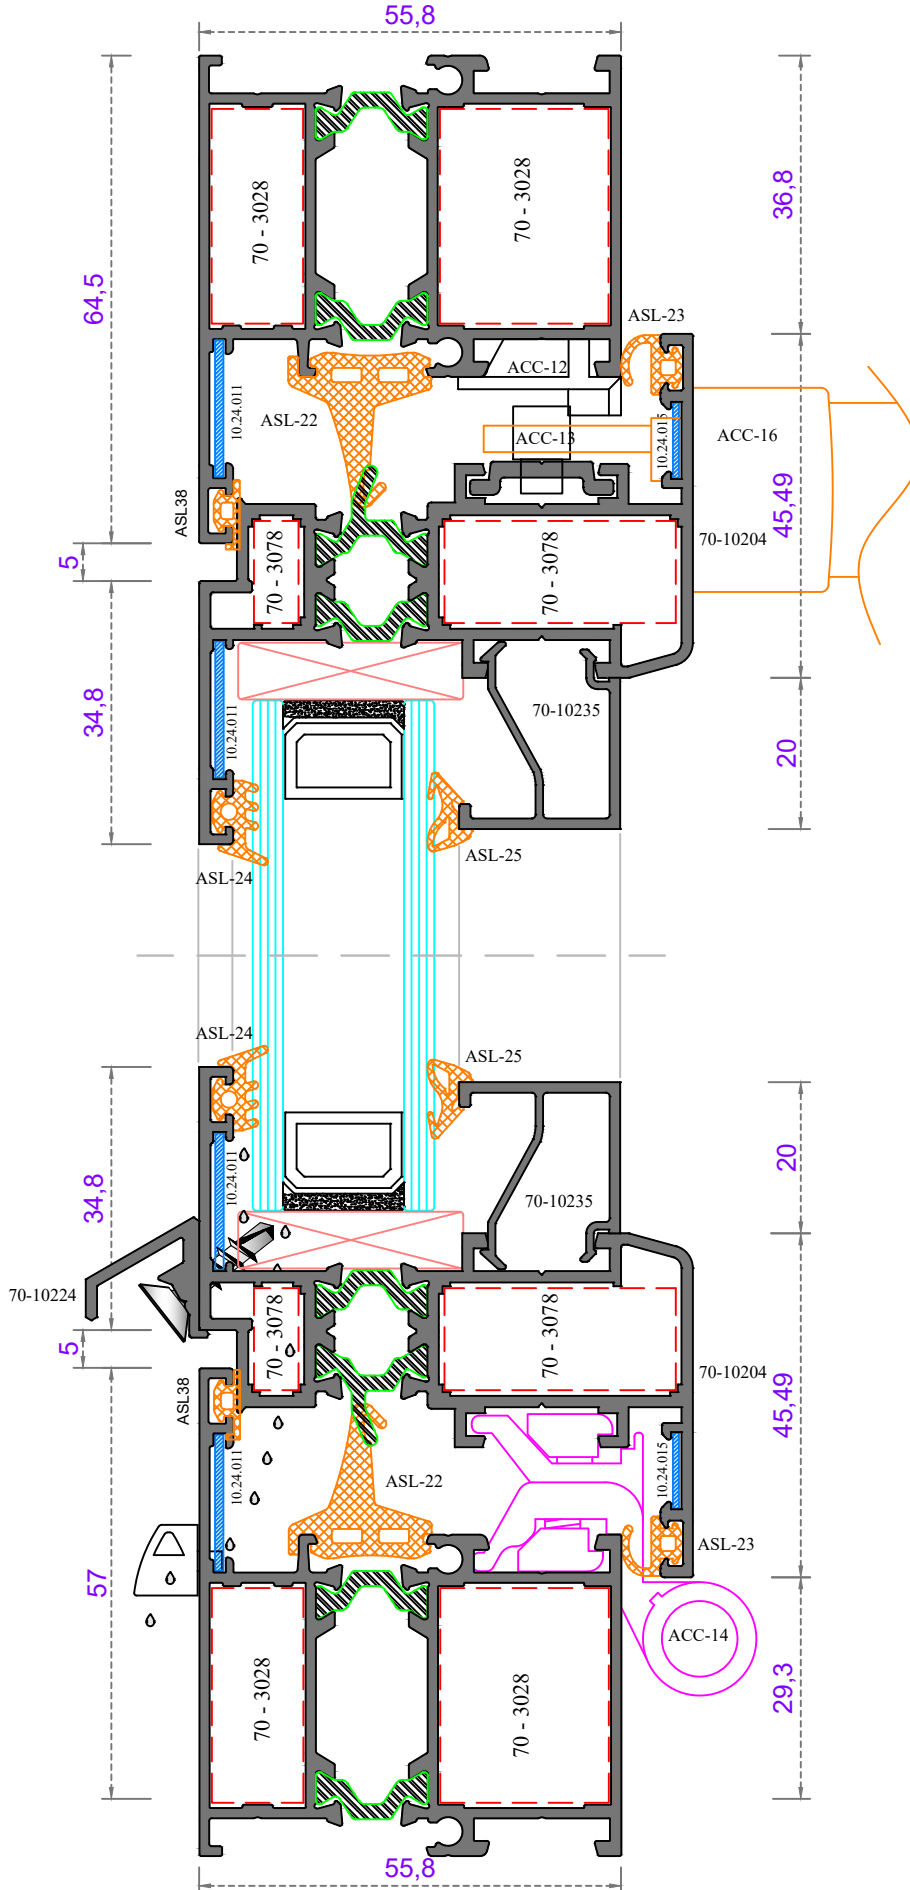 55,8
64,5
36,8
70 - 3028
70 - 3028
ASL-23
ACC-12
10.24.011
ASL-22
10.24.015
ACC-13
ACC-16
ASL38
45,49
5
70 - 3078
70 - 3078
70-10204
34,8
10.24.011
70-10235
20
ASL-24
ASL-25
ASL-24
ASL-25
34,8
10.24.011
70-10235
20
70-10224
5
70 - 3078
70 - 3078
70-10204
ASL38
45,49
10.24.011
ASL-22
10.24.015
ASL-23
57
ACC-14
70 - 3028
70 - 3028
29,3
55,8